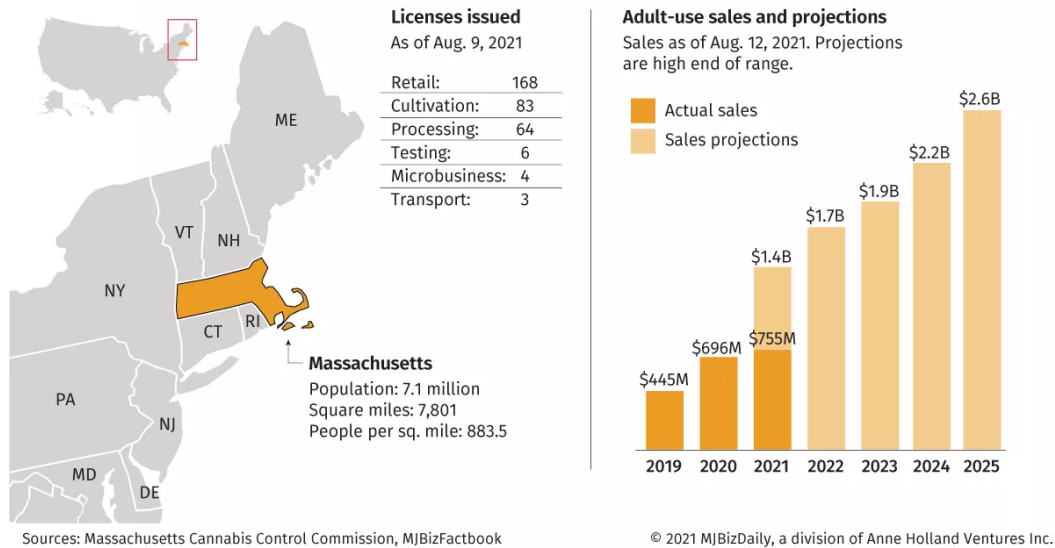 Licenses issued
As of Aug. 9, 2021
Retail: 168
Cultivation: 83
Processing: 64
Testing: 6
Microbusiness: 4
Transport: 3
ME
VT
NH
NY
CT
RI
PA
NJ
MD
DE
Massachusetts
Population: 7.1 million
Square miles: 7,801
People per sq. mile: 883.5
Adult-use sales and projections
Sales as of Aug. 12, 2021. Projections
are high end of range.
Actual sales
Sales projections
$445M
$696M
$755M
$1.4B
$1.7B
$1.9B
$2.2B
$2.6B
2019 2020 2021 2022 2023 2024 2025
Sources: Massachusetts Cannabis Control Commission, MJBizFactbook
© 2021 MJBizDaily, a division of Anne Holland Ventures Inc.